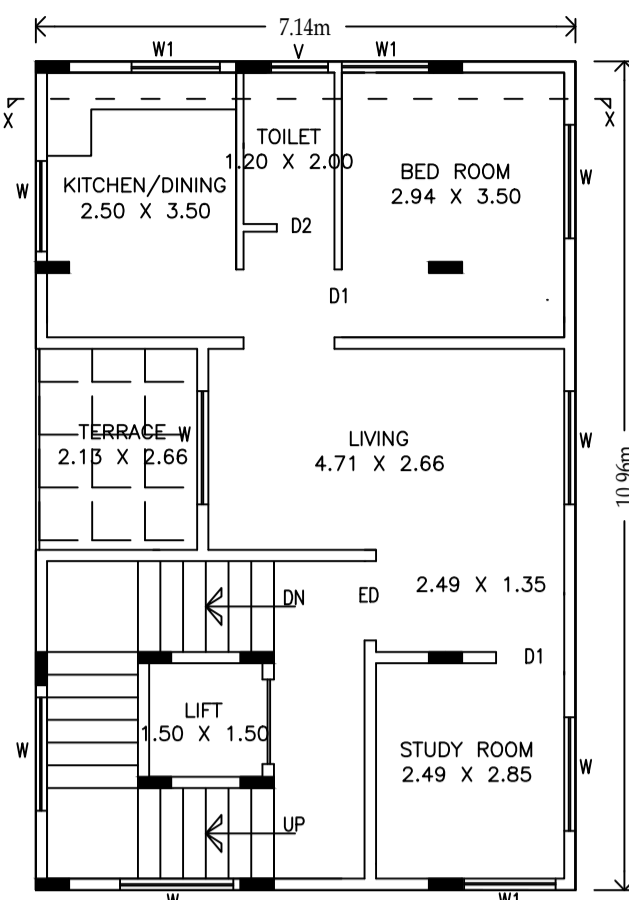 7.14m
W1
V
W1
X
X
TOILET
1.20 X 2.00
BED ROOM
2.94 X 3.50
KITCHEN/DINING
2.50 X 3.50
W
W
D2
D1
TERRACE
2.13 X 2.66
W
LIVING
4.71 X 2.66
W
10.96m
DN
ED
2.49 X 1.35
D1
LIFT
1.50 X 1.50
STUDY ROOM
2.49 X 2.85
W
W
UP
W
W1